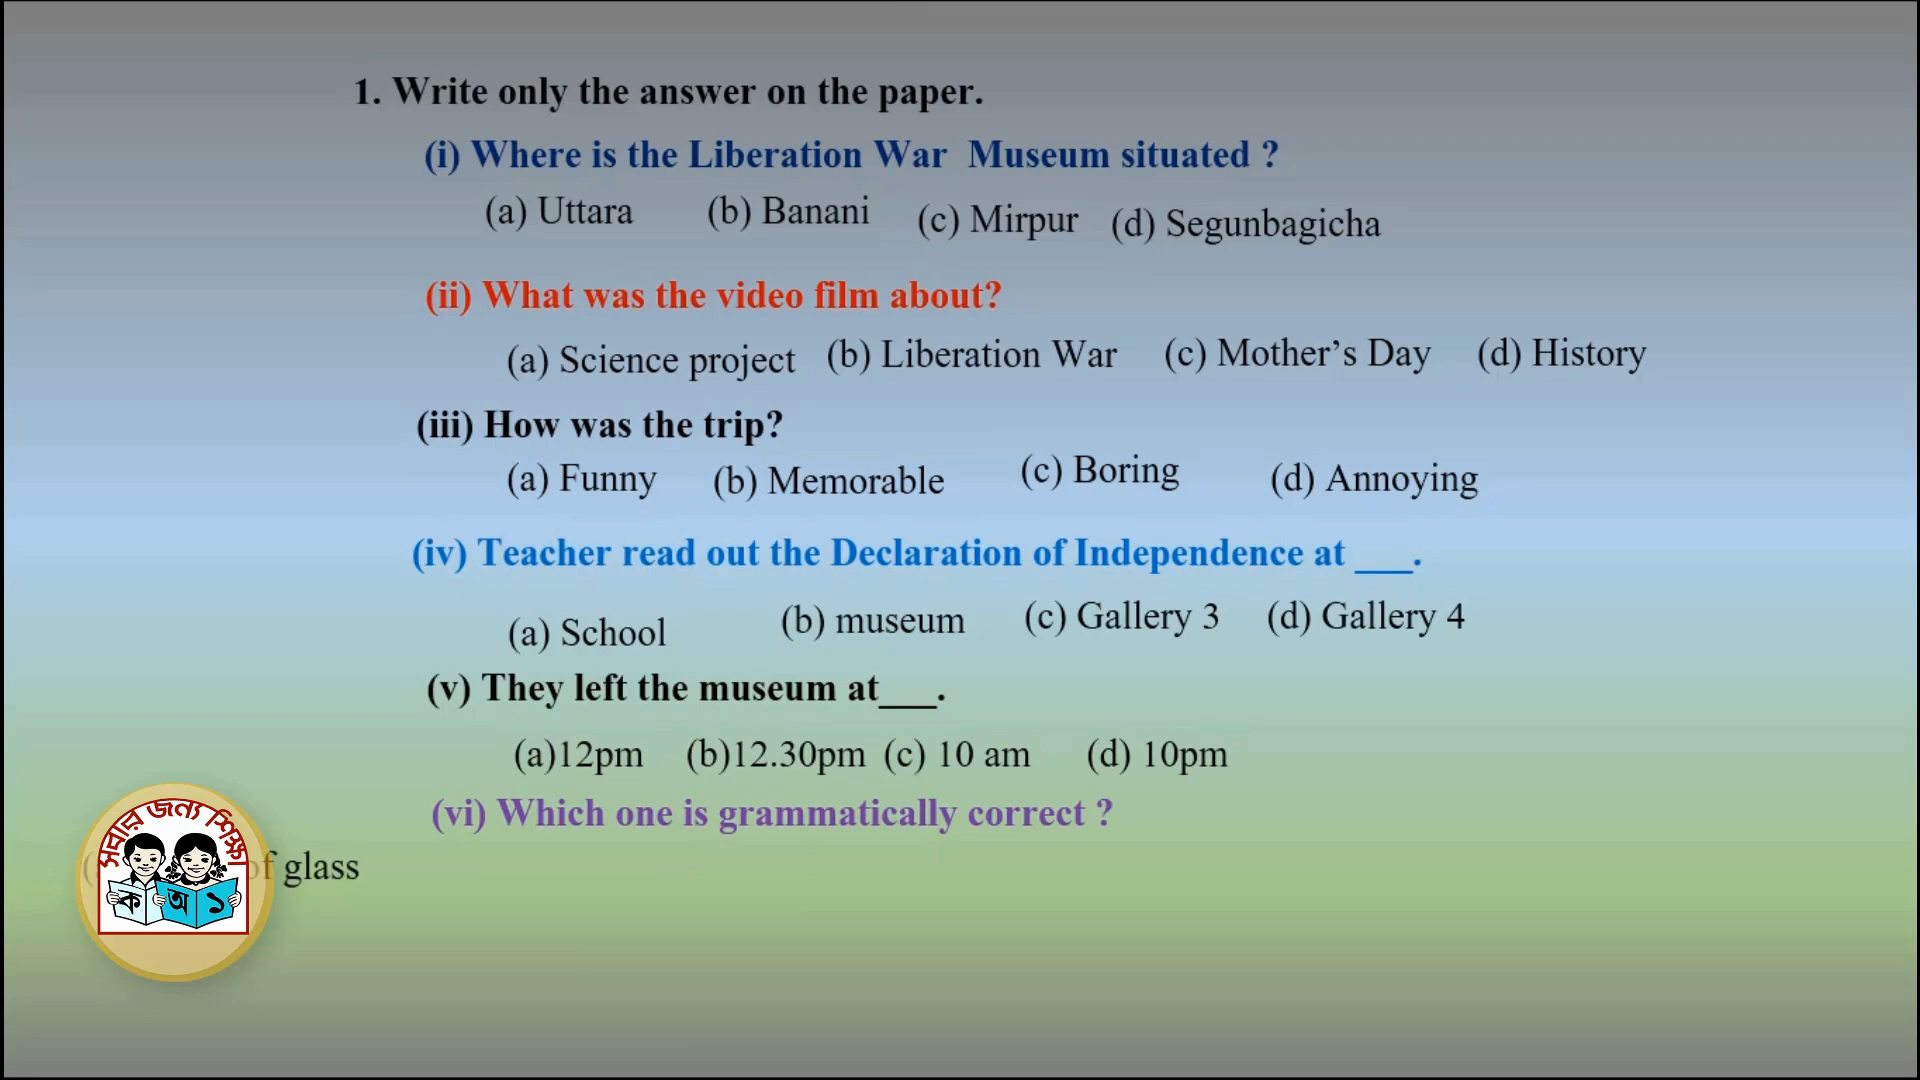 1. Write only the answer on the paper.
(i) Where is the Liberation War Museum situated ?
(a) Uttara (b) Banani (c) Mirpur (d) Segunbagicha
(ii) What was the video film about?
(a) Science project (b) Liberation War (c) Mother’s Day (d) History
(iii) How was the trip?
(a) Funny (b) Memorable (c) Boring (d) Annoying
(iv) Teacher read out the Declaration of Independence at ___.
(a) School (b) museum (c) Gallery 3 (d) Gallery 4
(v) They left the museum at___.
(a)12pm (b)12.30pm (c) 10 am (d) 10pm
(vi) Which one is grammatically correct ?
of glass
সবার জন্য শিক্ষা
ক অ ১